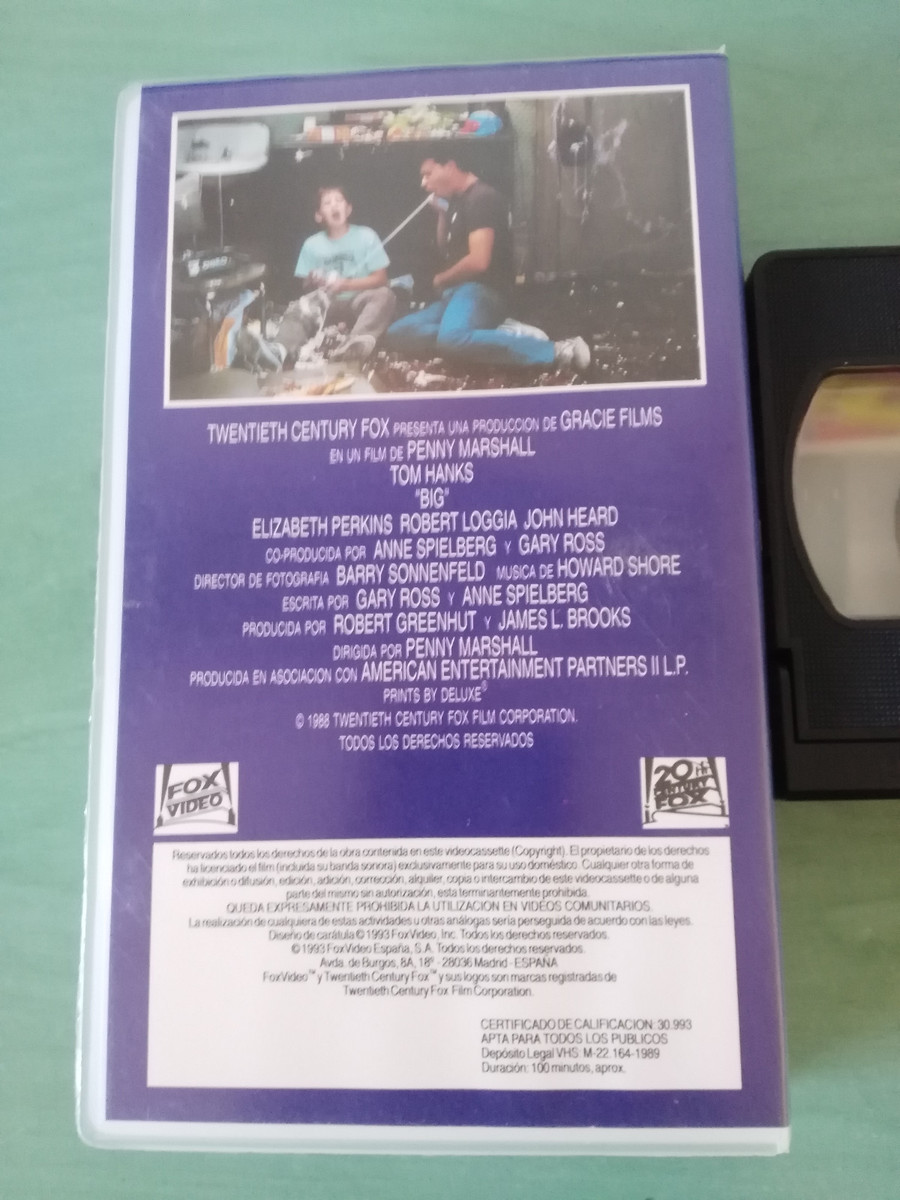 TWENTIETH CENTURY FOX PRESENTA UNA PRODUCCION DE GRACIE FILMS
EN UN FILM DE PENNY MARSHALL
TOM HANKS
"BIG"
ELIZABETH PERKINS ROBERT LOGGIA JOHN HEARD
CO-PRODUCIDA POR ANNE SPIELBERG Y GARY ROSS
DIRECTOR DE FOTOGRAFIA BARRY SONNENFELD MUSICA DE HOWARD SHORE
ESCRITA POR GARY ROSS Y ANNE SPIELBERG
PRODUCIDA POR ROBERT GREENHUT Y JAMES L. BROOKS
DIRIGIDA POR PENNY MARSHALL
PRODUCIDA EN ASOCIACION CON AMERICAN ENTERTAINMENT PARTNERS II L.P.
PRINTS BY DELUXE®
© 1988 TWENTIETH CENTURY FOX FILM CORPORATION.
TODOS LOS DERECHOS RESERVADOS
FOX
VIDEO
20th
CENTURY
FOX
Reservados todos los derechos de la obra contenida en este videocassette (Copyright). El propietario de los derechos
ha licenciado el film (incluida su banda sonora) exclusivamente para su uso doméstico. Cualquier otra forma de
exhibición o difusión, edición, adición, corrección, alquiler, copia o intercambio de este videocassette o de alguna
parte del mismo sin autorización, esta terminantemente prohibida.
QUEDA EXPRESAMENTE PROHIBIDA LA UTILIZACION EN VIDEOS COMUNITARIOS.
La realización de cualquiera de estas actividades u otras análogas sería perseguida de acuerdo con las leyes.
Diseño de carátula © 1993 FoxVideo, Inc. Todos los derechos reservados.
© 1993 FoxVideo España, S.A. Todos los derechos reservados.
Avda. de Burgos, 8A, 18º - 28036 Madrid - ESPAÑA
FoxVideo™ y Twentieth Century Fox™ y sus logos son marcas registradas de
Twentieth Century Fox Film Corporation.
CERTIFICADO DE CALIFICACION: 30.993
APTA PARA TODOS LOS PUBLICOS
Depósito Legal VHS: M-22.164-1989
Duración: 100 minutos, aprox.